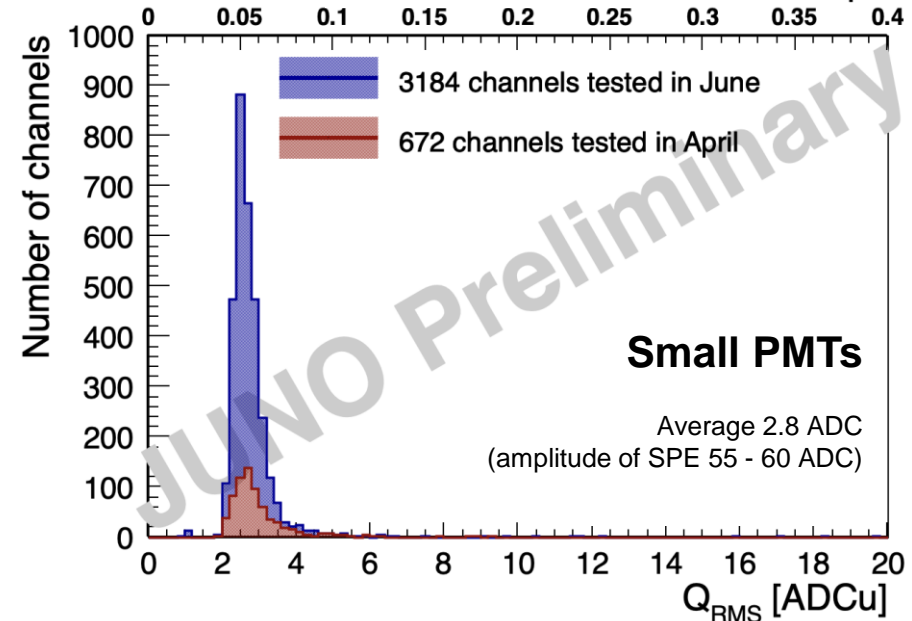 0 0.05 0.1 0.15 0.2 0.25 0.3 0.35 0.4
1000
900
800
700
600
500
400
300
200
100
0
Number of channels
3184 channels tested in June
672 channels tested in April
JUNO Preliminary
Small PMTs
Average 2.8 ADC
(amplitude of SPE 55 - 60 ADC)
0 2 4 6 8 10 12 14 16 18 20
Q_RMS [ADCu]